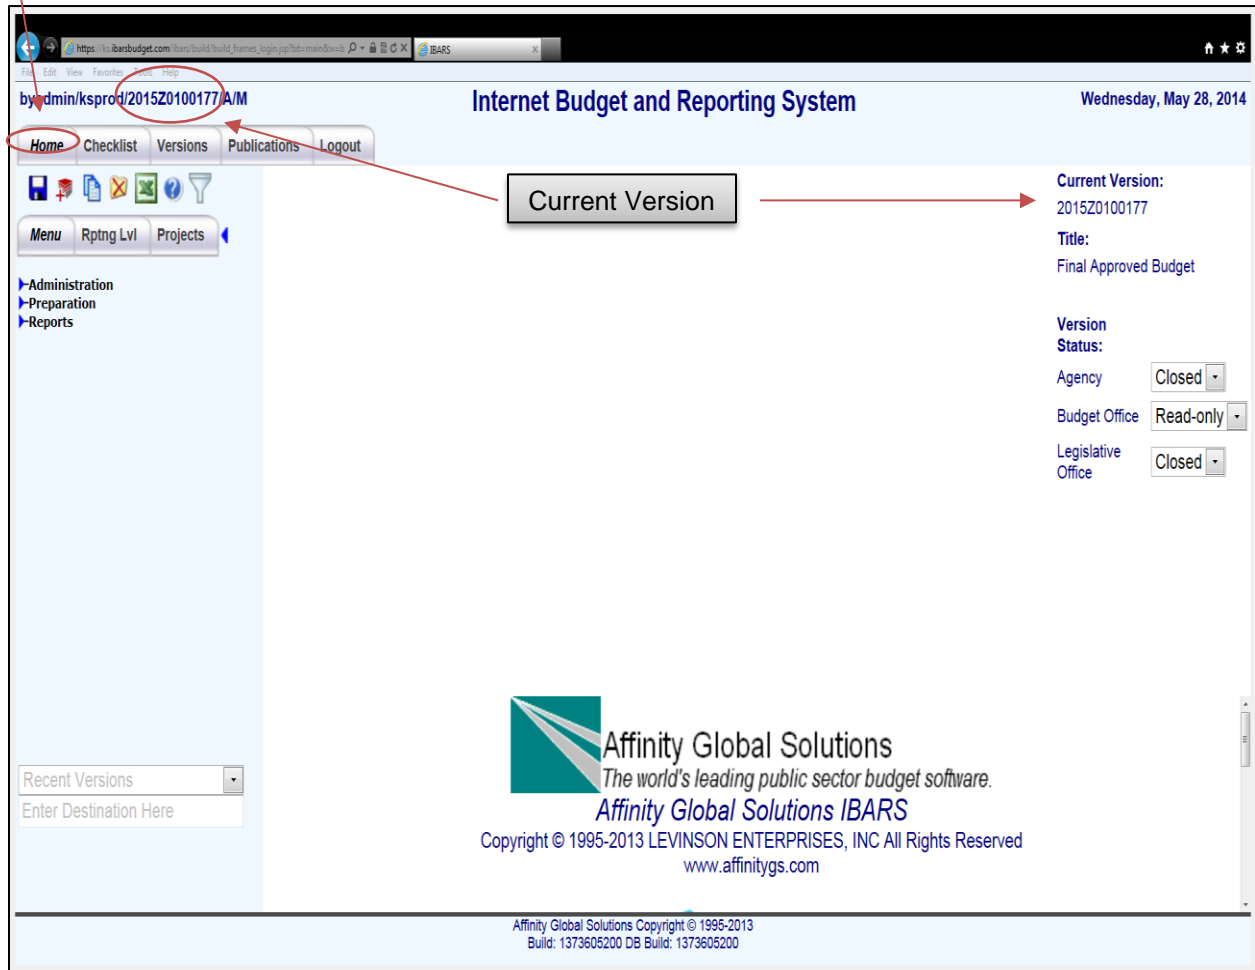 https://ks.ibarsbudget.com/ibars/build/build_frames_login.jsp?txt=main&w=b
IBARS
File Edit View Favorites Tools Help
Internet Budget and Reporting System
Wednesday, May 28, 2014
/ksprod/2015Z0100177/A/M
Home Checklist Versions Publications Logout
Menu Rptng Lvl Projects
Administration
Preparation
Reports
Current Version
Current Version:
2015Z0100177
Title:
Final Approved Budget
Version
Status:
Agency Closed
Budget Office Read-only
Legislative
Office Closed
Recent Versions
Enter Destination Here
Affinity Global Solutions
The world's leading public sector budget software.
Affinity Global Solutions IBARS
Copyright © 1995-2013 LEVINSON ENTERPRISES, INC All Rights Reserved
www.affinitygs.com
Affinity Global Solutions Copyright © 1995-2013
Build: 1373605200 DB Build: 1373605200